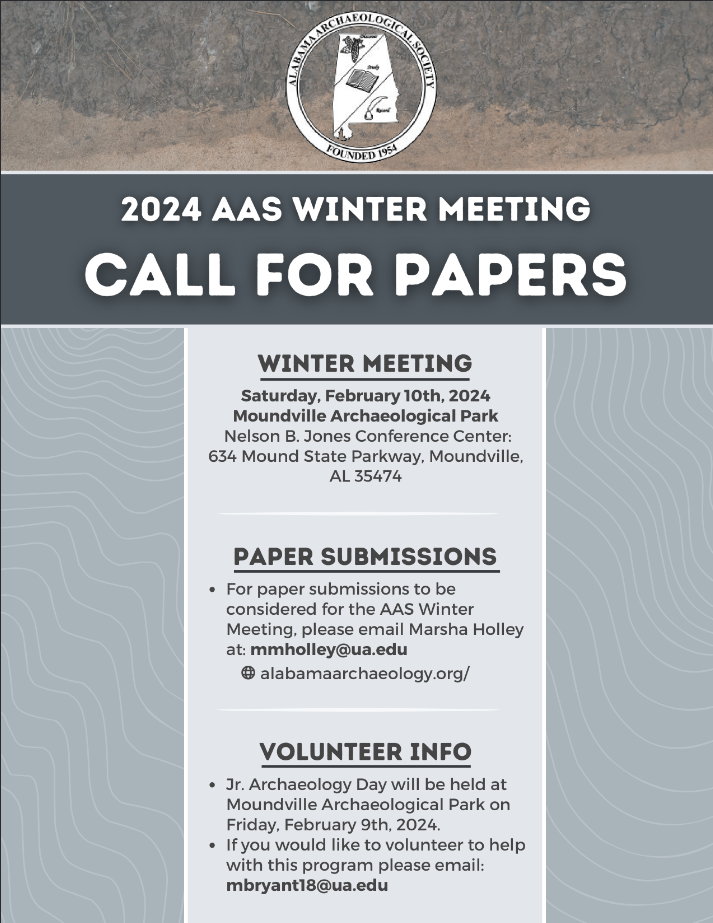 ALABAMA ARCHAEOLOGICAL SOCIETY
Study
FOUNDED 1954
2024 AAS WINTER MEETING
CALL FOR PAPERS
WINTER MEETING
Saturday, February 10th, 2024
Moundville Archaeological Park
Nelson B. Jones Conference Center:
634 Mound State Parkway, Moundville,
AL 35474
PAPER SUBMISSIONS
• For paper submissions to be
considered for the AAS Winter
Meeting, please email Marsha Holley
at: mmholley@ua.edu
alabamaarchaeology.org/
VOLUNTEER INFO
• Jr. Archaeology Day will be held at
Moundville Archaeological Park on
Friday, February 9th, 2024.
• If you would like to volunteer to help
with this program please email:
mbryant18@ua.edu